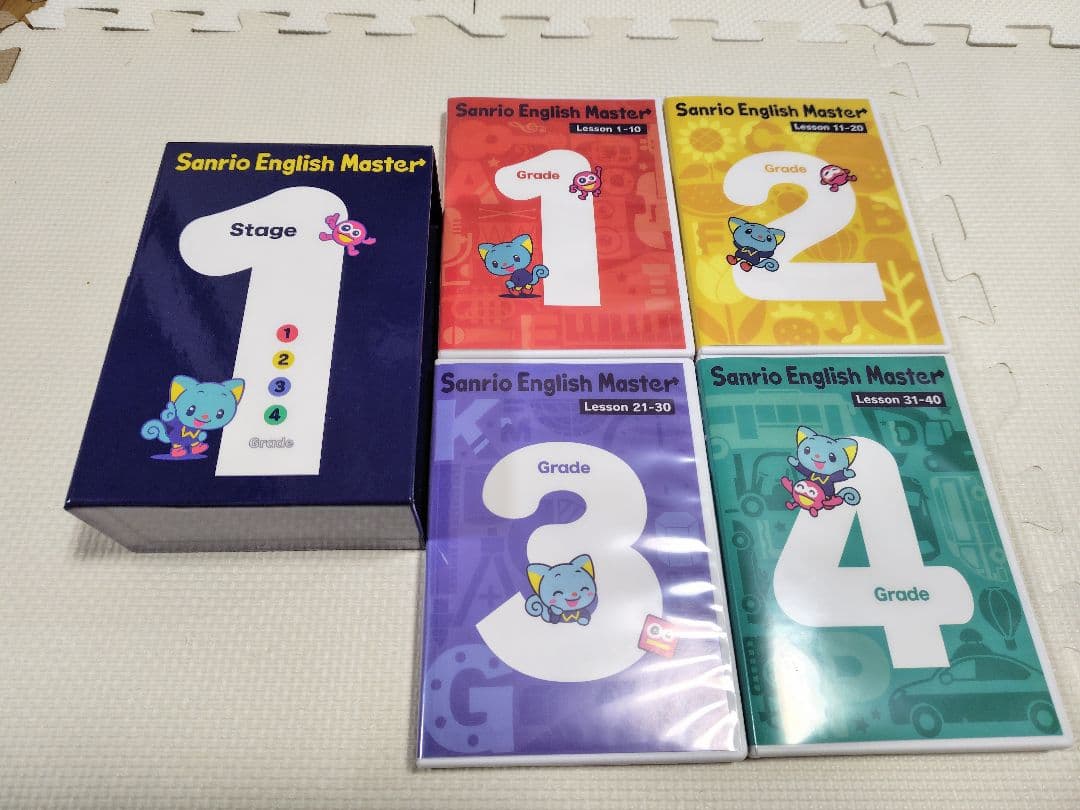 Sanrio English Master
Stage
1
1
2
3
4
Grade
W
Sanrio English Master
Lesson 1-10
Grade
1
W
Sanrio English Master
Lesson 11-20
Grade
2
W
Sanrio English Master
Lesson 21-30
Grade
3
W
Sanrio English Master
Lesson 31-40
4
Grade
W